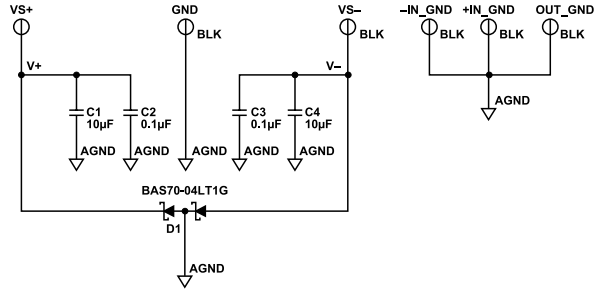 VS+
GND
VS–
–IN_GND
+IN_GND
OUT_GND
BLK
BLK
BLK
BLK
BLK
V+
V–
C1
10µF
C2
0.1µF
C3
0.1µF
C4
10µF
AGND
AGND
AGND
AGND
AGND
AGND
BAS70-04LT1G
D1
AGND